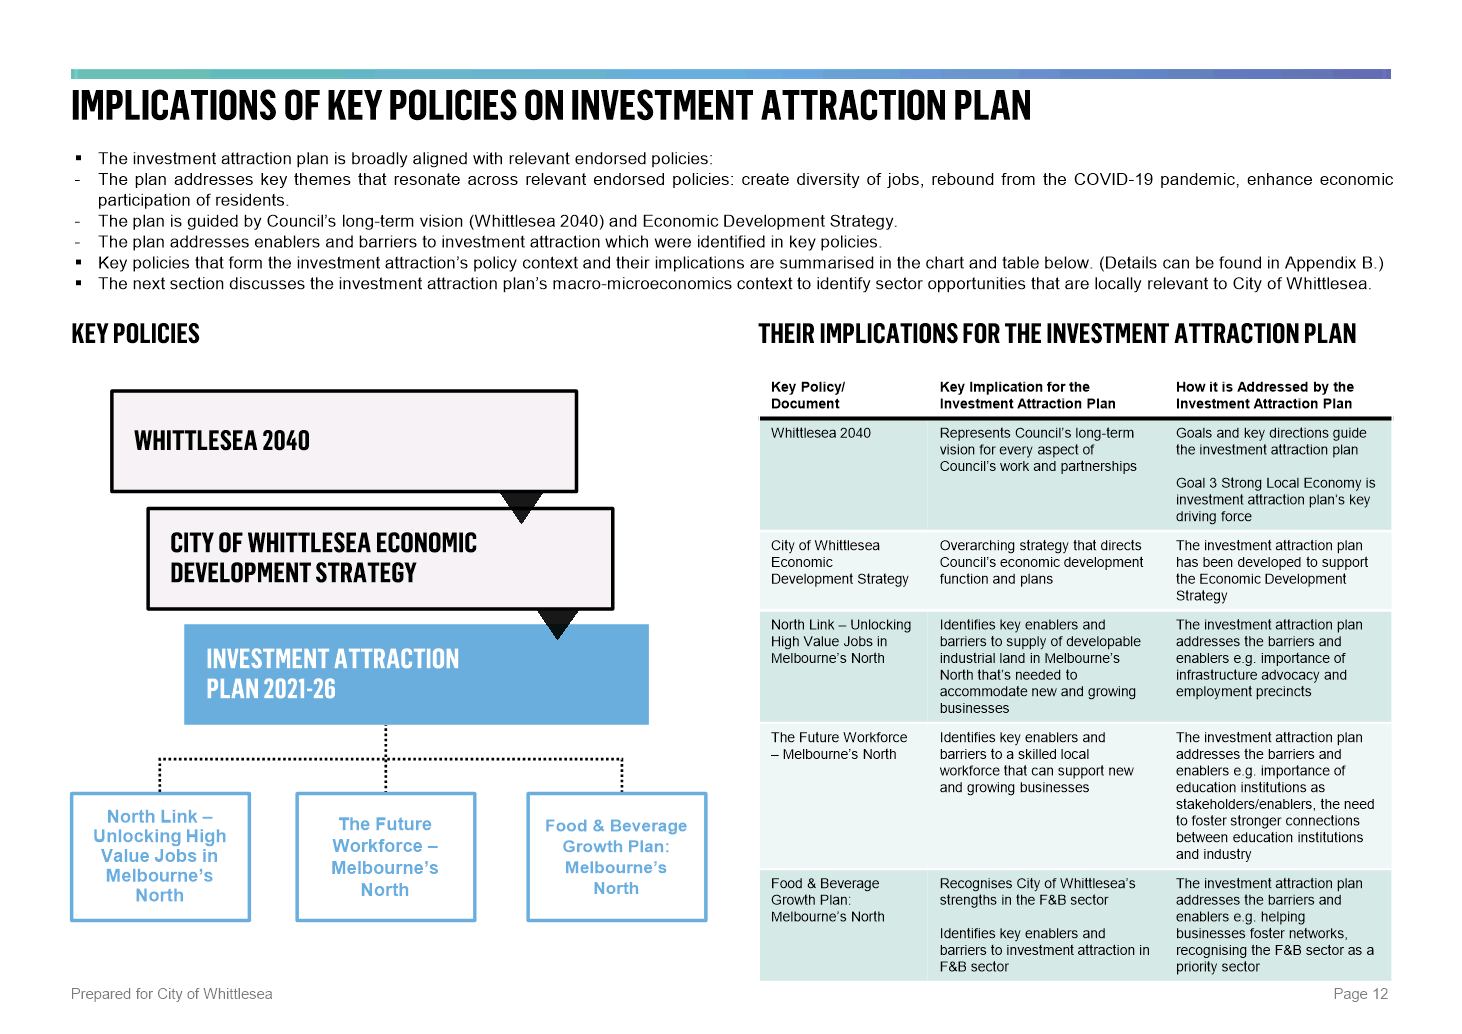 IMPLICATIONS OF KEY POLICIES ON INVESTMENT ATTRACTION PLAN
▪ The investment attraction plan is broadly aligned with relevant endorsed policies:
- The plan addresses key themes that resonate across relevant endorsed policies: create diversity of jobs, rebound from the COVID-19 pandemic, enhance economic
participation of residents.
- The plan is guided by Council’s long-term vision (Whittlesea 2040) and Economic Development Strategy.
- The plan addresses enablers and barriers to investment attraction which were identified in key policies.
▪ Key policies that form the investment attraction’s policy context and their implications are summarised in the chart and table below. (Details can be found in Appendix B.)
▪ The next section discusses the investment attraction plan’s macro-microeconomics context to identify sector opportunities that are locally relevant to City of Whittlesea.
KEY POLICIES
WHITTLESEA 2040
CITY OF WHITTLESEA ECONOMIC
DEVELOPMENT STRATEGY
INVESTMENT ATTRACTION
PLAN 2021-26
North Link –
Unlocking High
Value Jobs in
Melbourne’s
North
The Future
Workforce –
Melbourne’s
North
Food & Beverage
Growth Plan:
Melbourne’s
North
THEIR IMPLICATIONS FOR THE INVESTMENT ATTRACTION PLAN
Key Policy/
Document
Key Implication for the
Investment Attraction Plan
How it is Addressed by the
Investment Attraction Plan
Whittlesea 2040
Represents Council’s long-term
vision for every aspect of
Council’s work and partnerships
Goals and key directions guide
the investment attraction plan
Goal 3 Strong Local Economy is
investment attraction plan’s key
driving force
City of Whittlesea
Economic
Development Strategy
Overarching strategy that directs
Council’s economic development
function and plans
The investment attraction plan
has been developed to support
the Economic Development
Strategy
North Link – Unlocking
High Value Jobs in
Melbourne’s North
Identifies key enablers and
barriers to supply of developable
industrial land in Melbourne’s
North that’s needed to
accommodate new and growing
businesses
The investment attraction plan
addresses the barriers and
enablers e.g. importance of
infrastructure advocacy and
employment precincts
The Future Workforce
– Melbourne’s North
Identifies key enablers and
barriers to a skilled local
workforce that can support new
and growing businesses
The investment attraction plan
addresses the barriers and
enablers e.g. importance of
education institutions as
stakeholders/enablers, the need
to foster stronger connections
between education institutions
and industry
Food & Beverage
Growth Plan:
Melbourne’s North
Recognises City of Whittlesea’s
strengths in the F&B sector
Identifies key enablers and
barriers to investment attraction in
F&B sector
The investment attraction plan
addresses the barriers and
enablers e.g. helping
businesses foster networks,
recognising the F&B sector as a
priority sector
Prepared for City of Whittlesea
Page 12